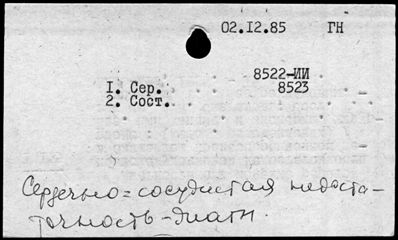 02.12.85 ГН
8522-ИИ
1. Сер. 8523
2. Сост.
Сердечно=сосудистая недоста-
точность-диагн.